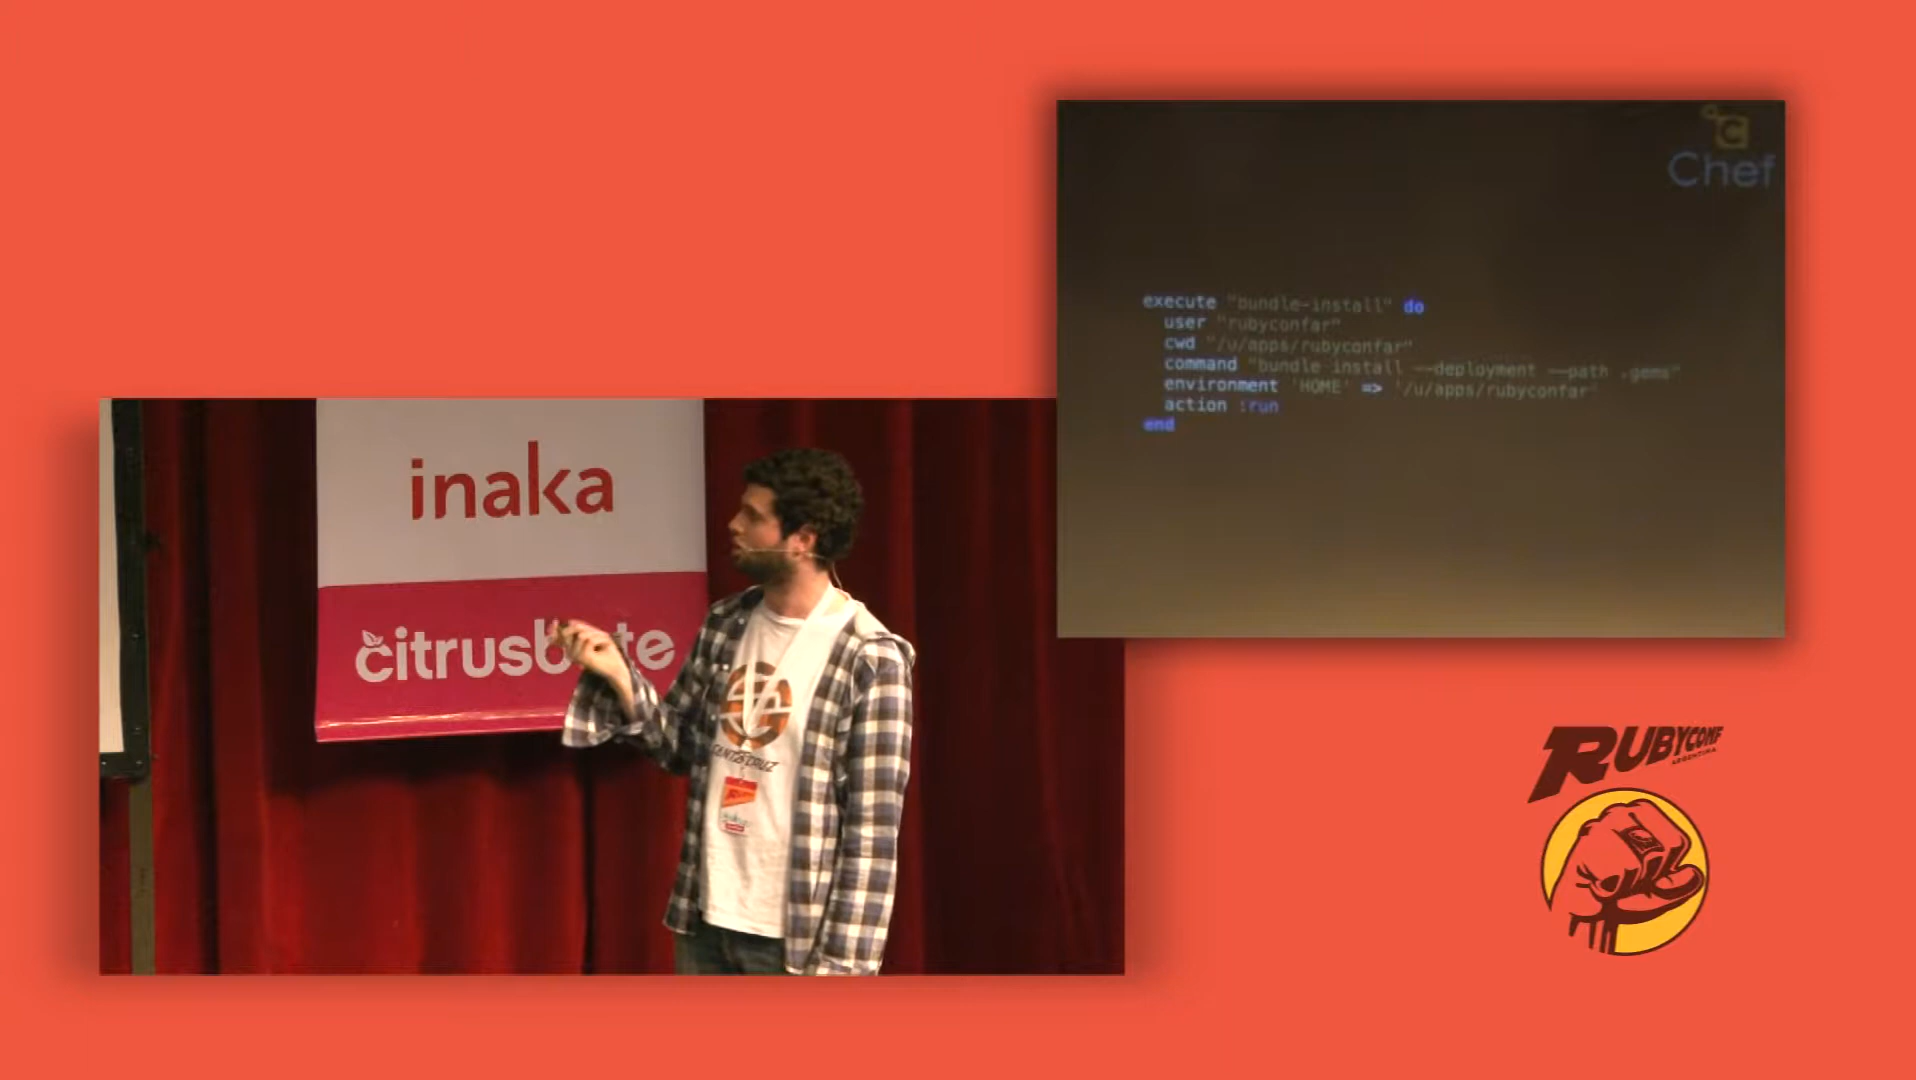 Chef
execute "bundle-install" do
user "rubyconfar"
cwd "/u/apps/rubyconfar"
command "bundle install --deployment --path .gems"
environment 'HOME' => '/u/apps/rubyconfar'
action :run
end
inaka
citrusbyte
RUBYCONF
ARGENTINA